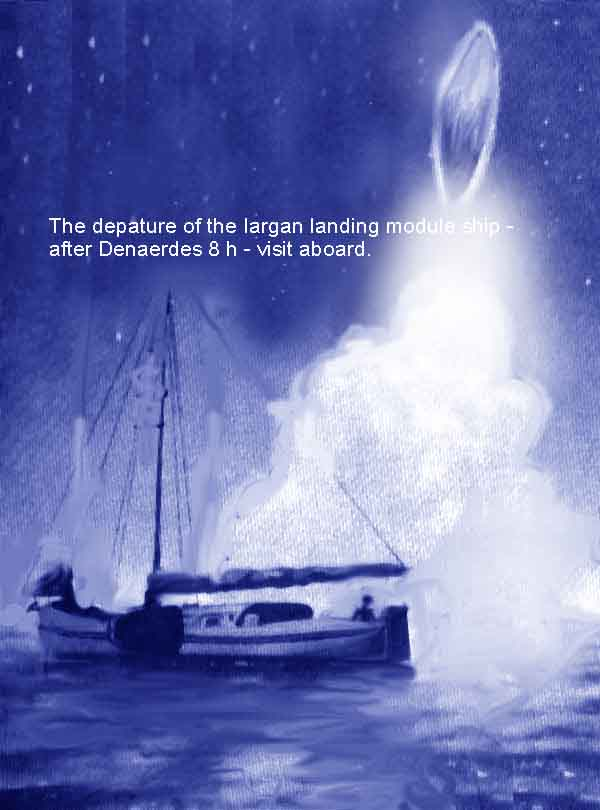 The depature of the largan landing module ship -
after Denaerdes 8 h - visit aboard.